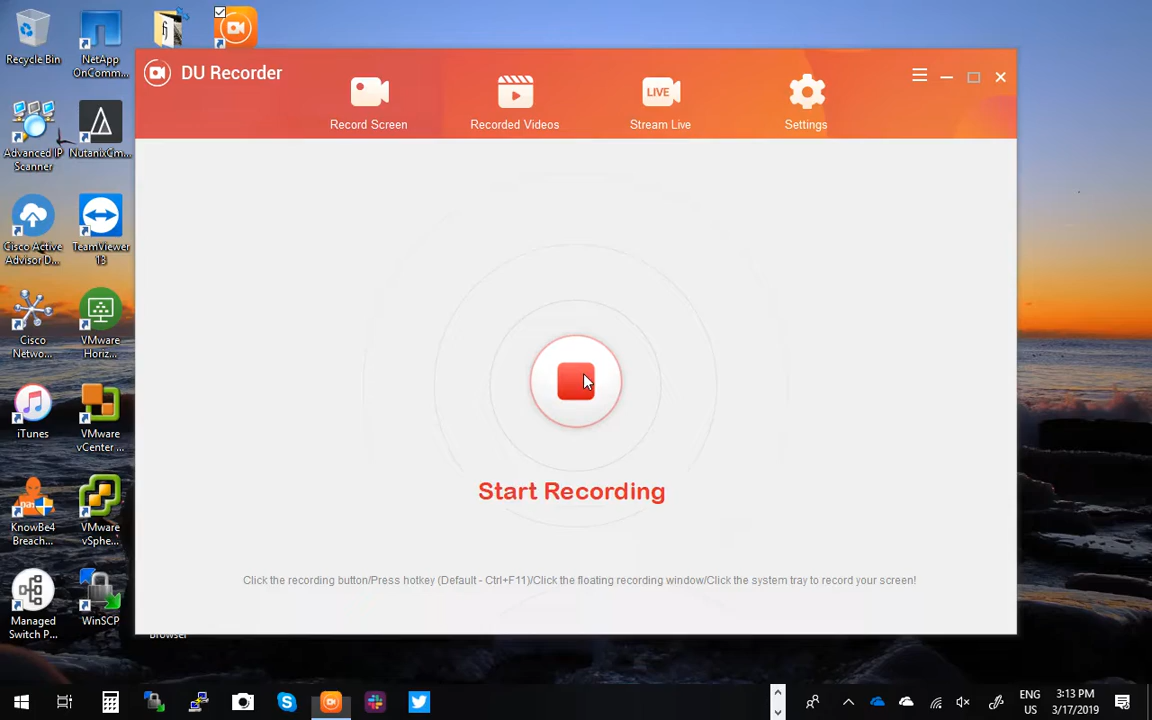 DU Recorder
Record Screen
Recorded Videos
LIVE
Stream Live
Settings
Start Recording
Click the recording button/Press hotkey (Default - Ctrl+F11)/Click the floating recording window/Click the system tray to record your screen!
Recycle Bin
NetApp
OnComm...
Advanced IP
Scanner
NutanixCm...
Cisco Active
Advisor D...
TeamViewer
13
Cisco
Netwo...
VMware
Horiz...
iTunes
VMware
vCenter ...
KnowBe4
Breach...
VMware
vSphe...
Managed
Switch P...
WinSCP
Browser
ENG
US
3:13 PM
3/17/2019